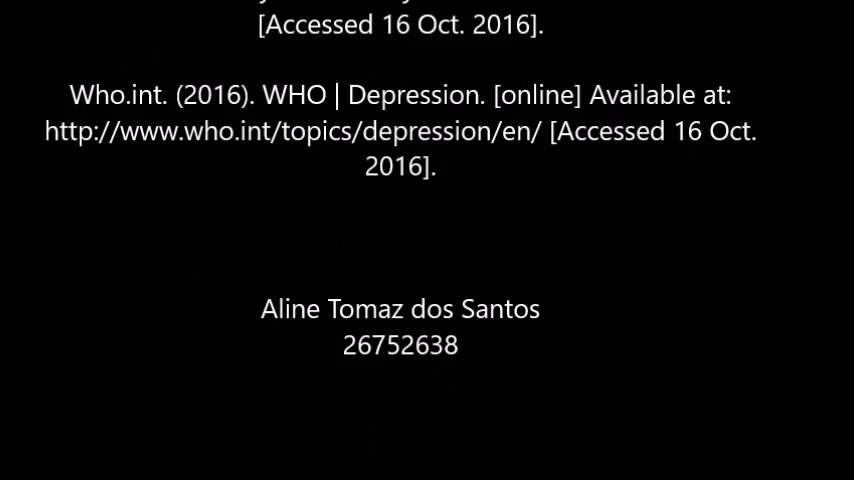 [Accessed 16 Oct. 2016].
Who.int. (2016). WHO | Depression. [online] Available at:
http://www.who.int/topics/depression/en/ [Accessed 16 Oct.
2016].
Aline Tomaz dos Santos
26752638